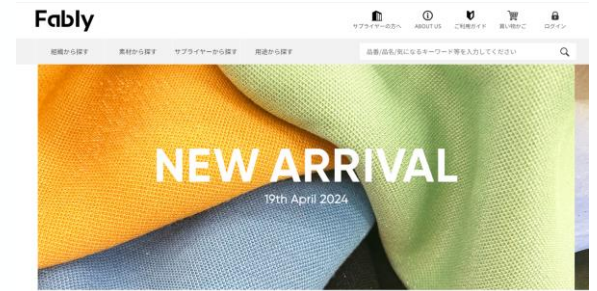 Fably
サプライヤーの方へ
ABOUT US
ご利用ガイド
買い物かご
ログイン
組織から探す
素材から探す
サプライヤーから探す
用途から探す
品番/品名/気になるキーワード等を入力してください
NEW ARRIVAL
19th April 2024